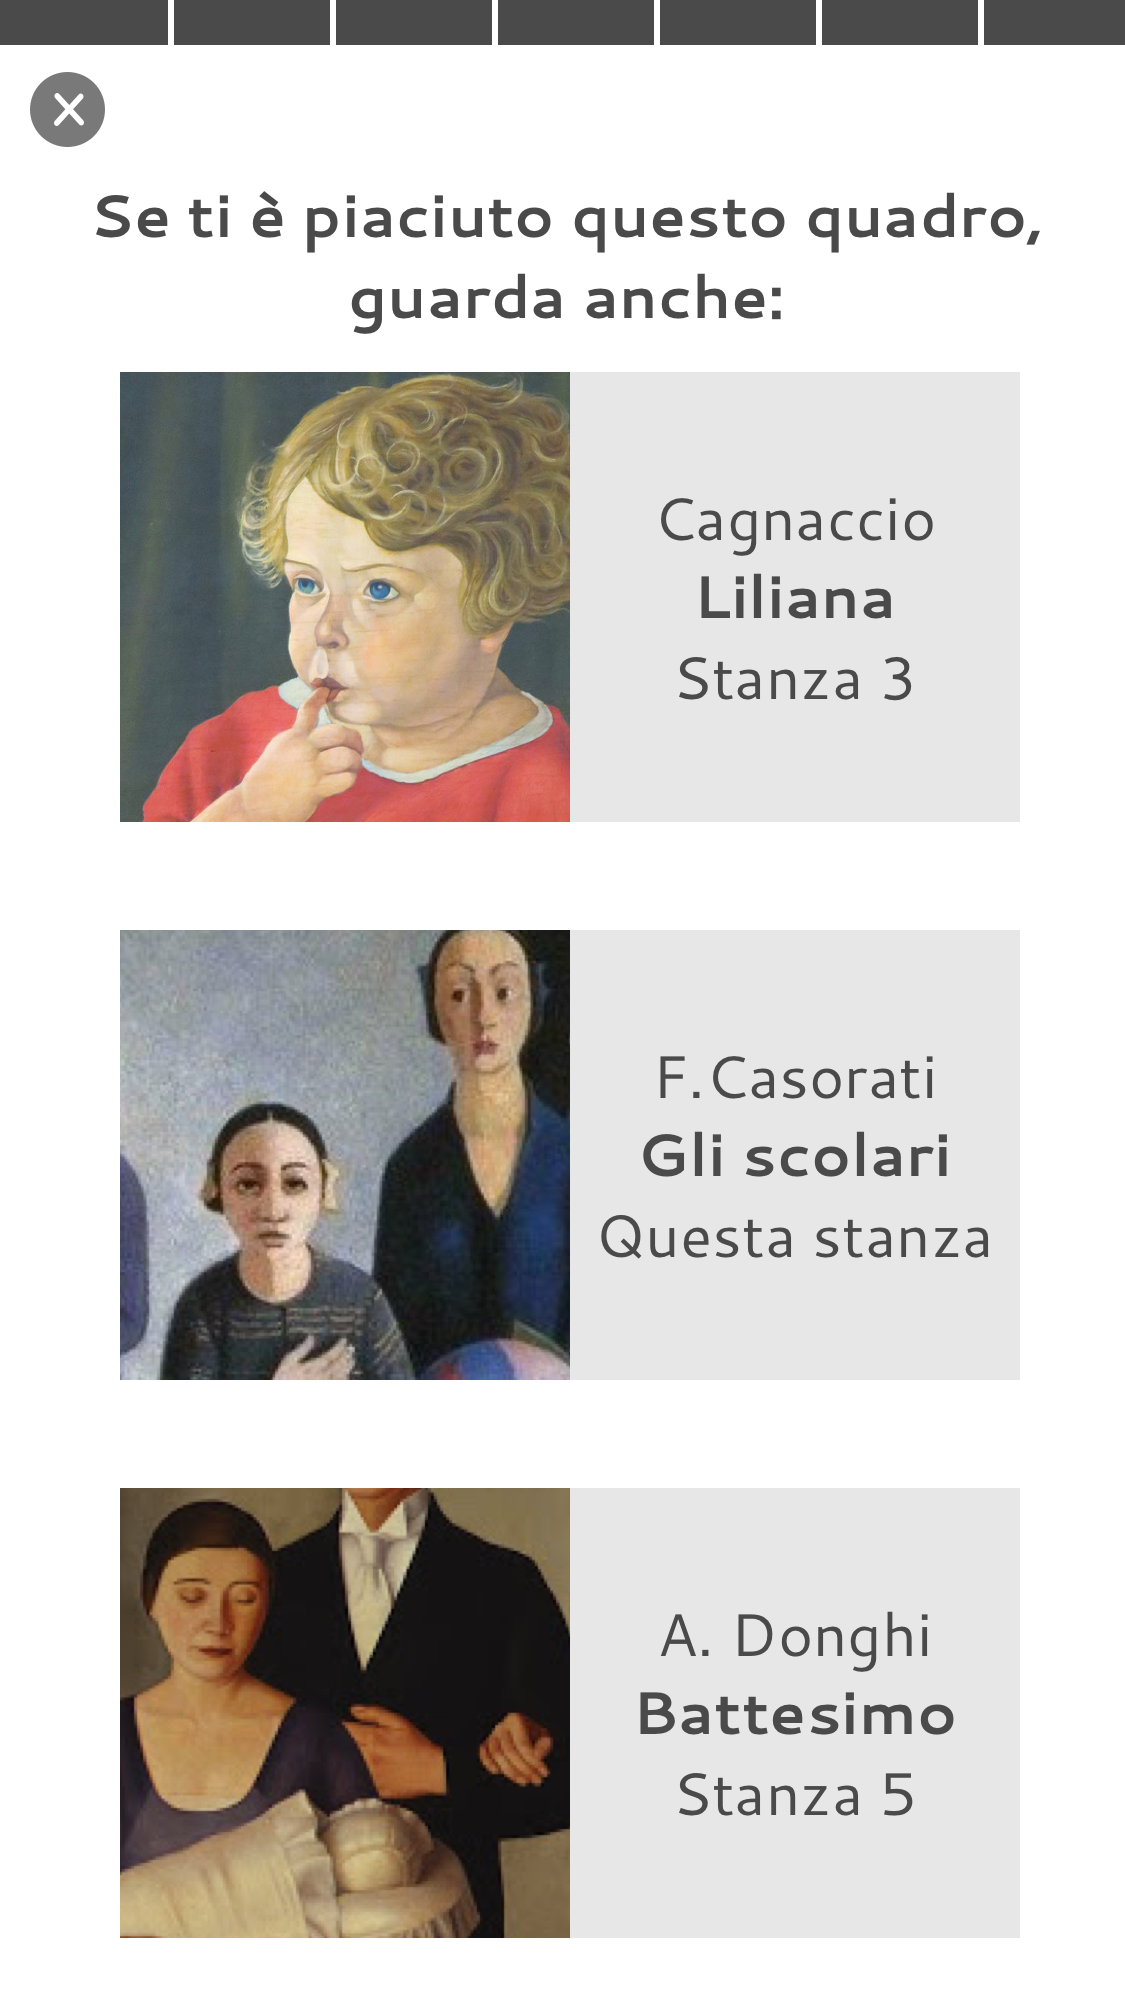 Se ti è piaciuto questo quadro,
guarda anche:
Cagnaccio
Liliana
Stanza 3
F.Casorati
Gli scolari
Questa stanza
A. Donghi
Battesimo
Stanza 5